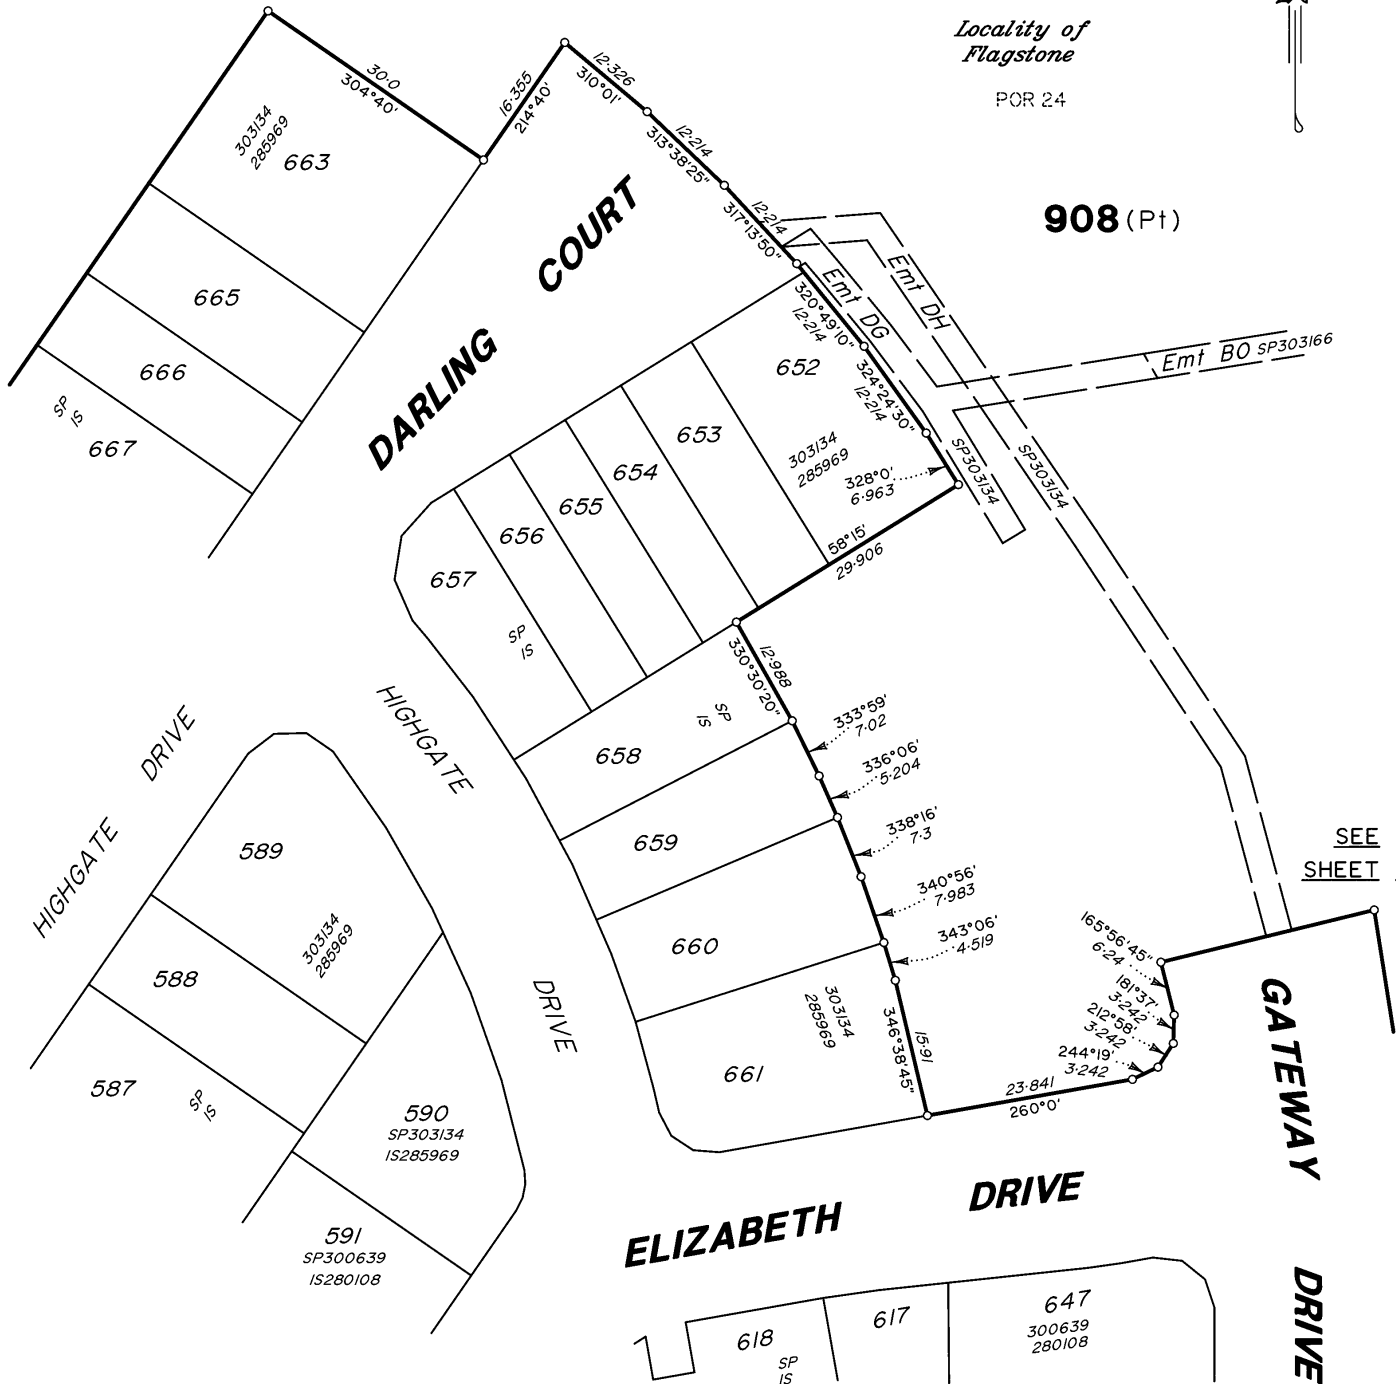 Locality of
Flagstone
POR 24
908 (Pt)
30·0
304°40'
16·355
214°40'
12·326
310°01'
12·214
313°38'25"
12·214
317°13'50"
303134
285969
663
665
666
SP
IS
667
DARLING COURT
Emt DG
Emt DH
Emt BO SP303166
320°49'10"
12·214
324°24'30"
12·214
SP303134
SP303134
328°0'
6·963
58°15'
29·906
652
303134
285969
653
654
655
656
657
SP
IS
330°30'20"
12·988
SP
IS
658
333°59'
7·02
336°06'
5·204
338°16'
7·3
340°56'
7·983
343°06'
4·519
346°38'45"
15·91
659
660
303134
285969
661
HIGHGATE DRIVE
HIGHGATE DRIVE
589
303134
285969
588
587
SP
IS
590
SP303134
IS285969
591
SP300639
IS280108
SEE
SHEET
165°56'45"
6·24
181°37'
3·242
212°58'
3·242
244°19'
3·242
23·841
260°0'
GATEWAY DRIVE
ELIZABETH DRIVE
618
SP
IS
617
647
300639
280108